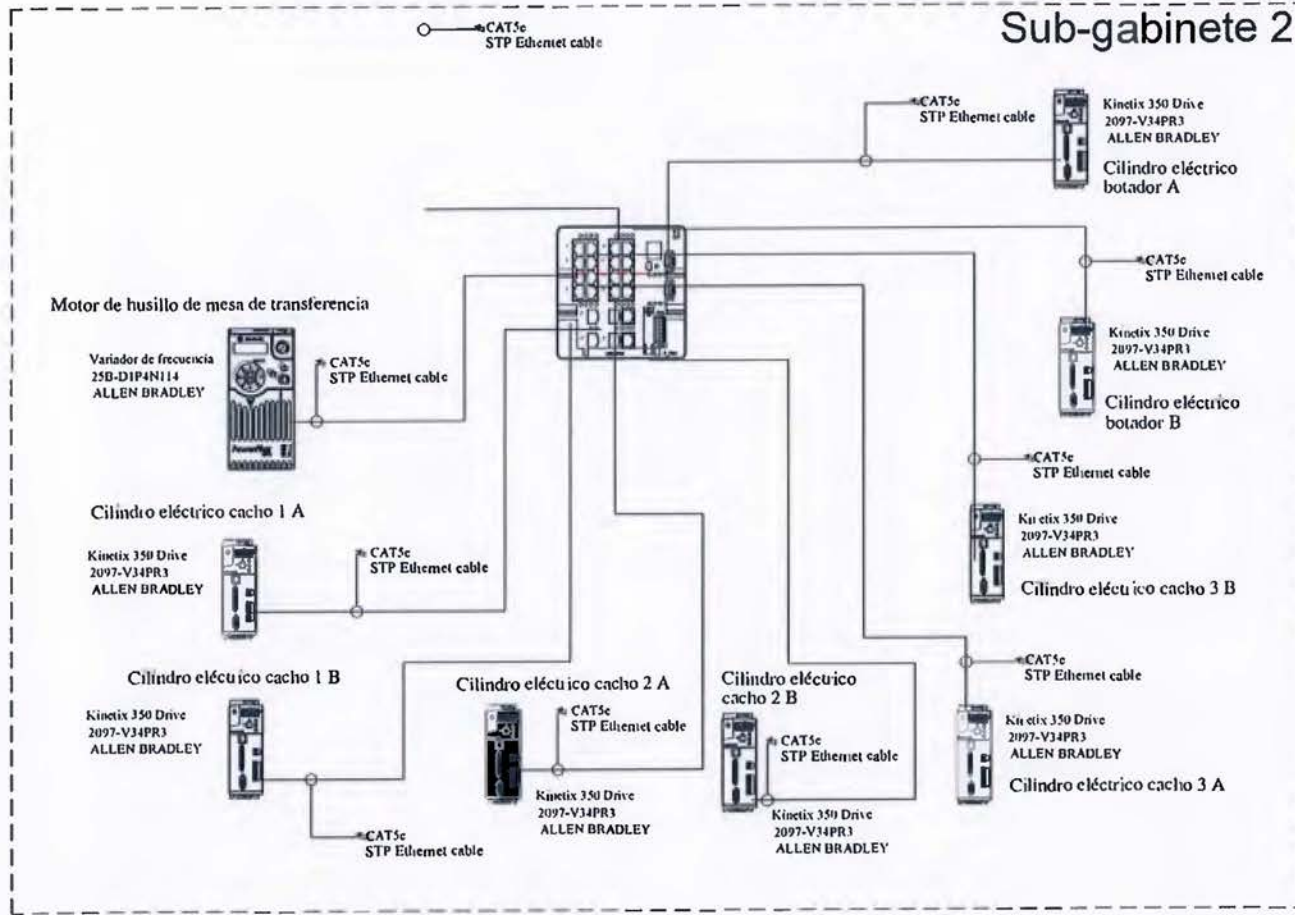 Sub-gabinete 2
CAT5e
STP Ethernet cable
CAT5e
STP Ethernet cable
Kinetix 350 Drive
2097-V34PR3
ALLEN BRADLEY
Cilindro eléctrico
botador A
CAT5e
STP Ethernet cable
Kinetix 350 Drive
2097-V34PR3
ALLEN BRADLEY
Cilindro eléctrico
botador B
Motor de husillo de mesa de transferencia
Variador de frecuencia
25B-D1P4N114
ALLEN BRADLEY
CAT5e
STP Ethernet cable
PowerFlex
CAT5e
STP Ethernet cable
Kinetix 350 Drive
2097-V34PR3
ALLEN BRADLEY
Cilindro eléctrico cacho 3 B
Cilindro eléctrico cacho 1 A
Kinetix 350 Drive
2097-V34PR3
ALLEN BRADLEY
CAT5e
STP Ethernet cable
Cilindro eléctrico cacho 1 B
Kinetix 350 Drive
2097-V34PR3
ALLEN BRADLEY
CAT5e
STP Ethernet cable
Cilindro eléctrico cacho 2 A
CAT5e
STP Ethernet cable
Kinetix 350 Drive
2097-V34PR3
ALLEN BRADLEY
Cilindro eléctrico
cacho 2 B
CAT5e
STP Ethernet cable
Kinetix 350 Drive
2097-V34PR3
ALLEN BRADLEY
CAT5e
STP Ethernet cable
Kinetix 350 Drive
2097-V34PR3
ALLEN BRADLEY
Cilindro eléctrico cacho 3 A